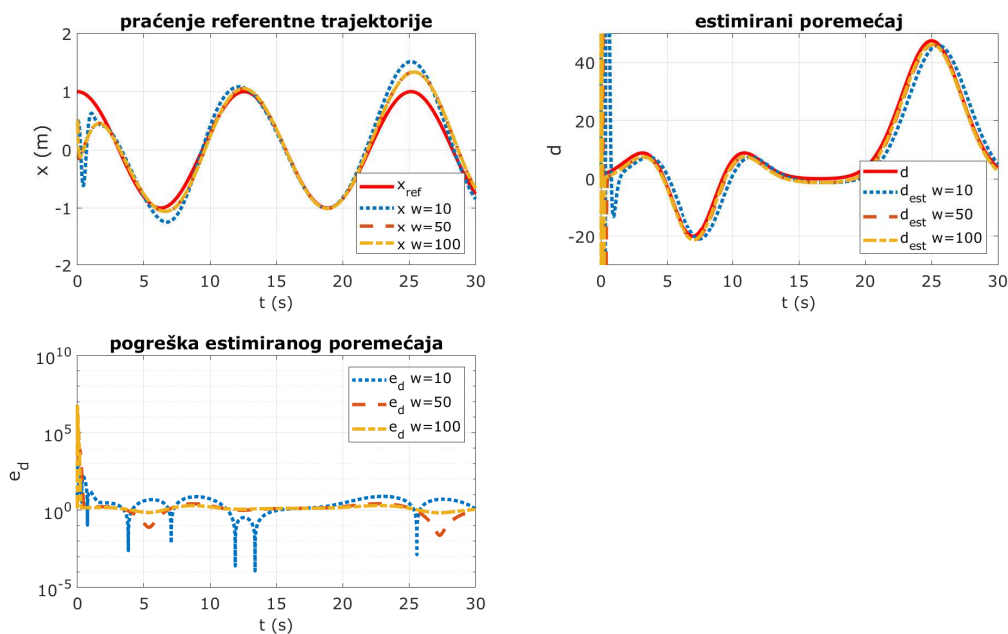 praćenje referentne trajektorije
2
1
0
-1
-2
x (m)
0
5
10
15
20
25
30
t (s)
x_ref
x w=10
x w=50
x w=100
estimirani poremećaj
40
20
0
-20
d
0
5
10
15
20
25
30
t (s)
d
d_est w=10
d_est w=50
d_est w=100
pogreška estimiranog poremećaja
10^10
10^5
10^0
10^-5
e_d
0
5
10
15
20
25
30
t (s)
e_d w=10
e_d w=50
e_d w=100